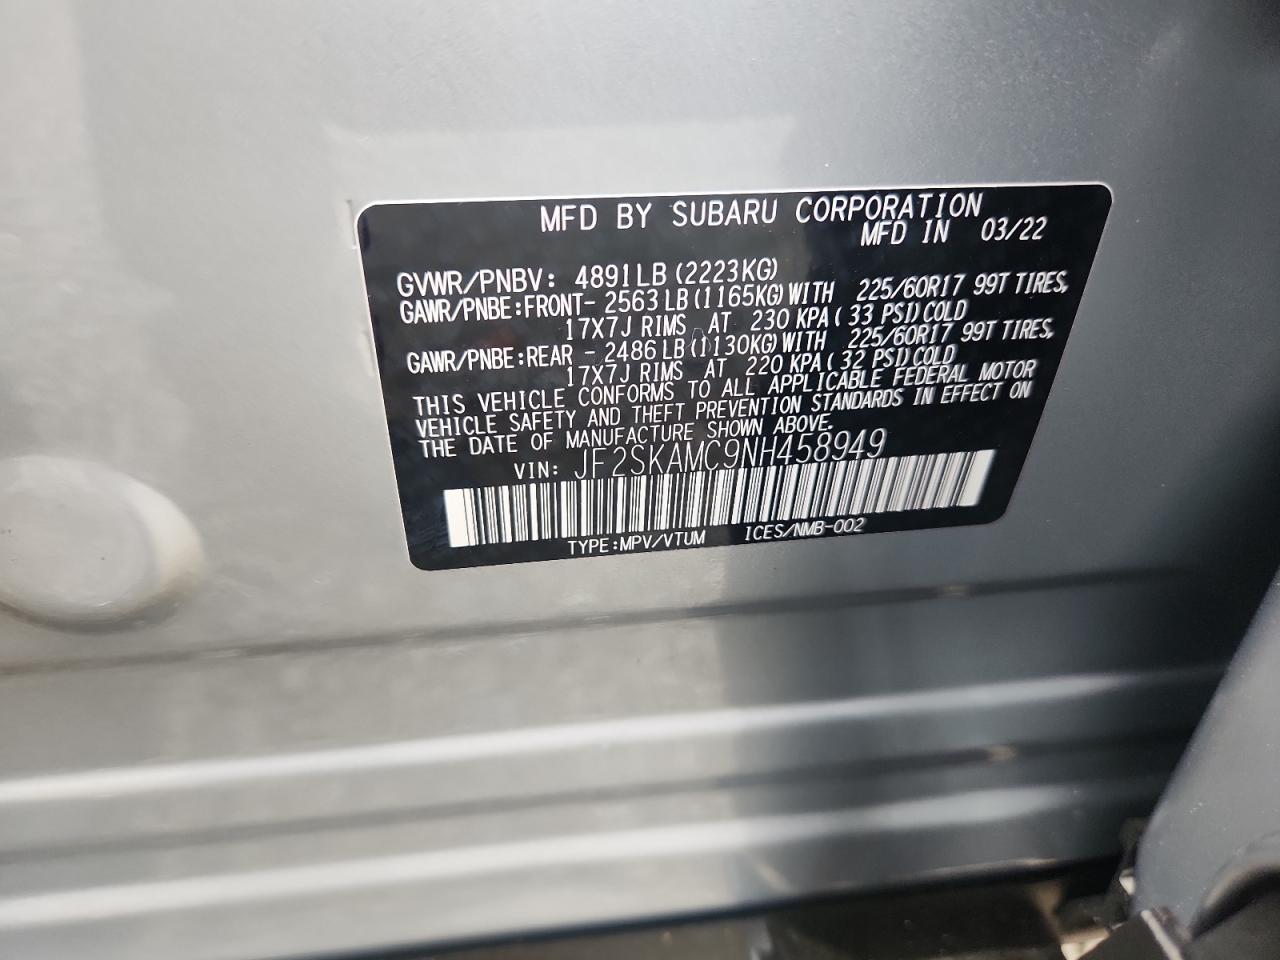 MFD BY SUBARU CORPORATION
MFD IN 03/22
GVWR/PNBV: 4891LB (2223KG)
GAWR/PNBE:FRONT- 2563LB(1165KG)WITH 225/60R17 99T TIRES,
17X7J RIMS AT 230 KPA( 33 PSI)COLD
GAWR/PNBE:REAR - 2486LB(1130KG)WITH 225/60R17 99T TIRES,
17X7J RIMS AT 220 KPA( 32 PSI)COLD
THIS VEHICLE CONFORMS TO ALL APPLICABLE FEDERAL MOTOR
VEHICLE SAFETY AND THEFT PREVENTION STANDARDS IN EFFECT ON
THE DATE OF MANUFACTURE SHOWN ABOVE.
VIN: JF2SKAMC9NH458949
TYPE:MPV/VTUM ICES/NMB-002